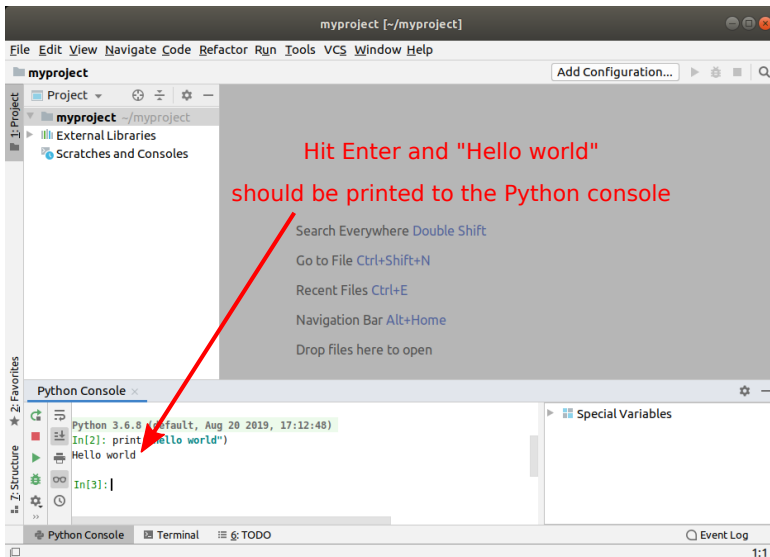 myproject [~/myproject]
File Edit View Navigate Code Refactor Run Tools VCS Window Help
myproject
Add Configuration...
1: Project
Project
myproject ~/myproject
External Libraries
Scratches and Consoles
Hit Enter and "Hello world"
should be printed to the Python console
Search Everywhere Double Shift
Go to File Ctrl+Shift+N
Recent Files Ctrl+E
Navigation Bar Alt+Home
Drop files here to open
2: Favorites
7: Structure
Python Console
Python 3.6.8 (default, Aug 20 2019, 17:12:48)
In[2]: print("Hello world")
Hello world
In[3]:
Special Variables
Python Console Terminal 6: TODO Event Log
1:1